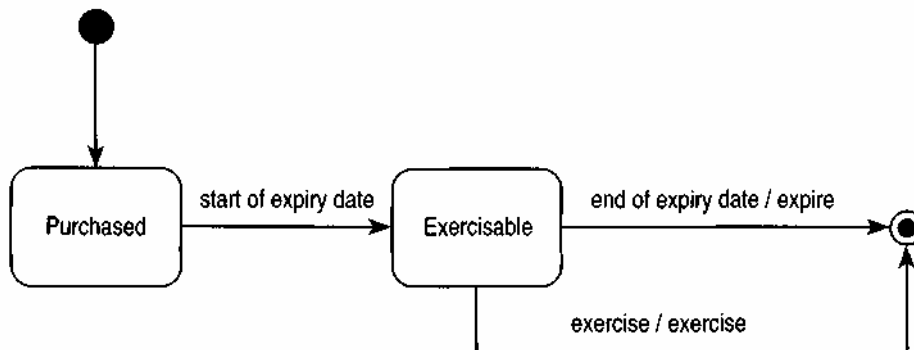 start of expiry date
end of expiry date / expire
Purchased
Exercisable
exercise / exercise